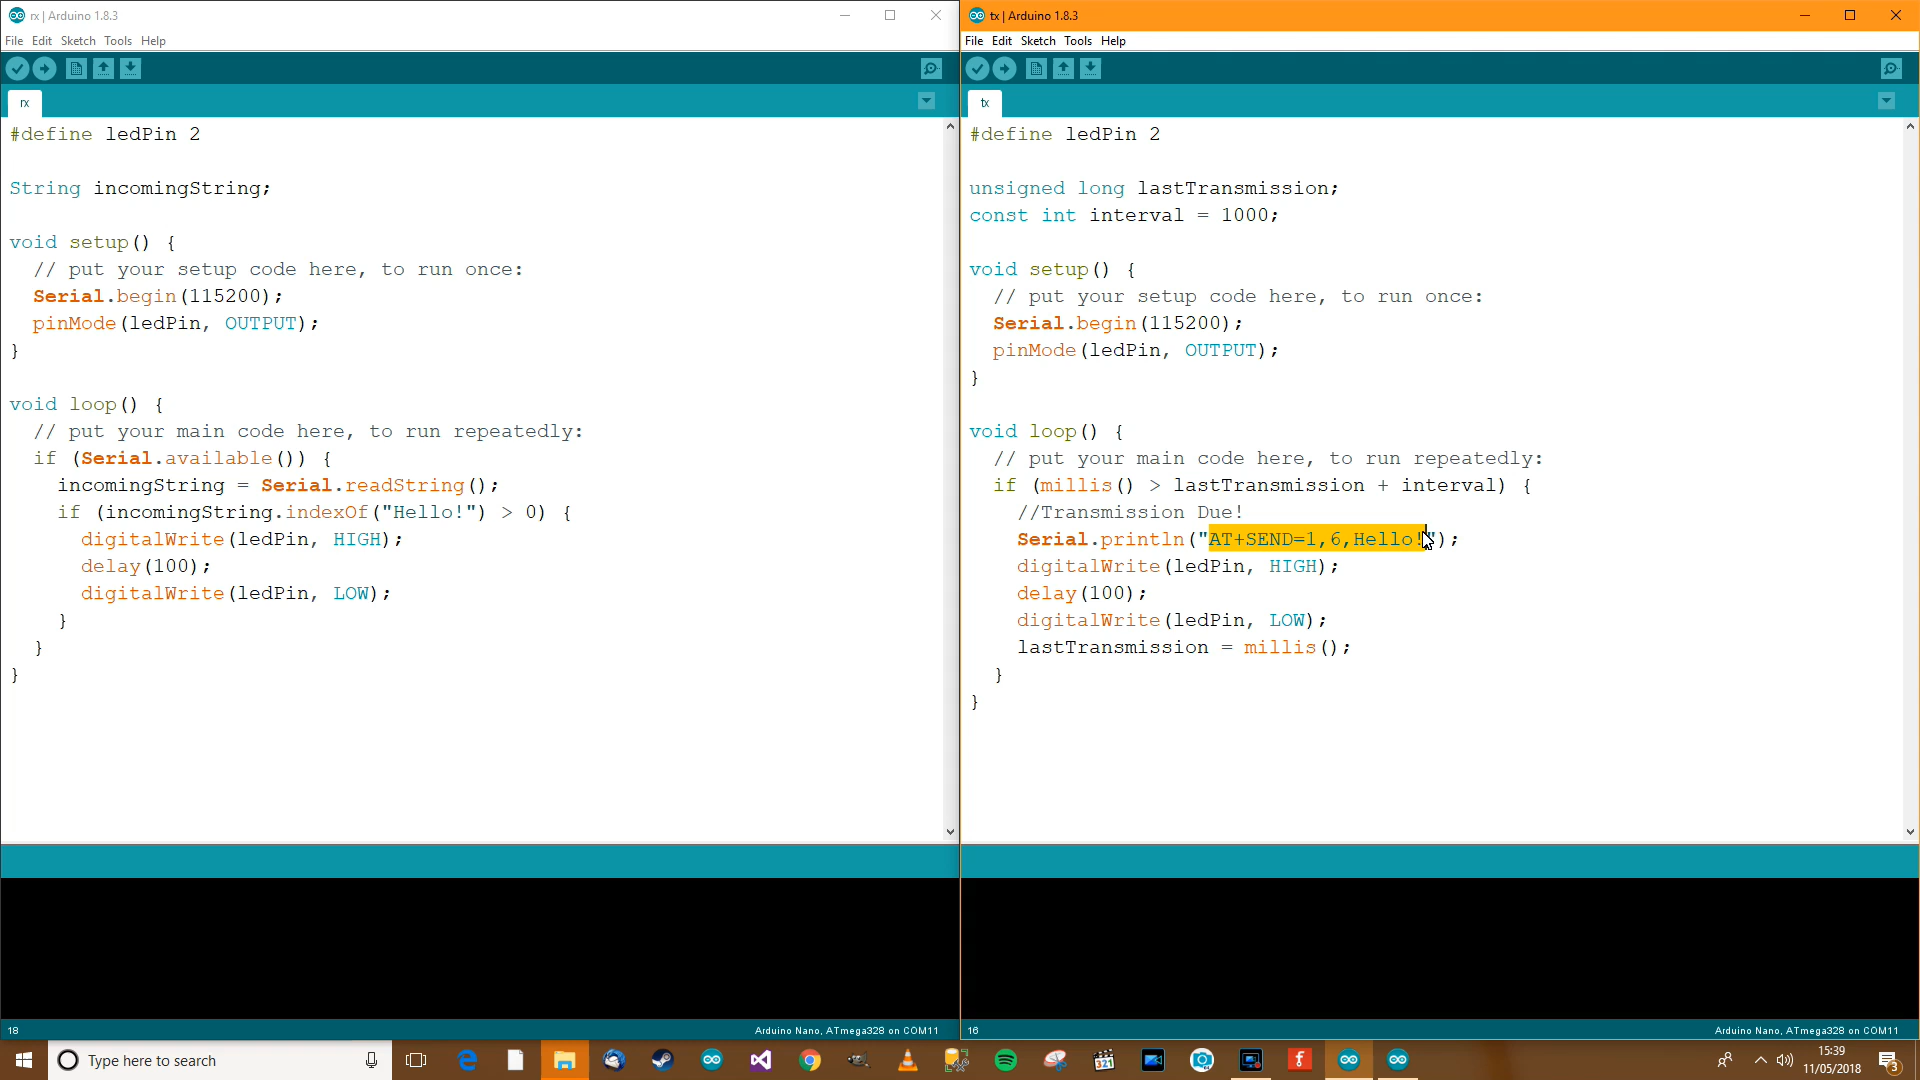 rx | Arduino 1.8.3
File Edit Sketch Tools Help
rx
#define ledPin 2
String incomingString;
void setup() {
// put your setup code here, to run once:
Serial.begin(115200);
pinMode(ledPin, OUTPUT);
}
void loop() {
// put your main code here, to run repeatedly:
if (Serial.available()) {
incomingString = Serial.readString();
if (incomingString.indexOf("Hello!") > 0) {
digitalWrite(ledPin, HIGH);
delay(100);
digitalWrite(ledPin, LOW);
}
}
}
18
Arduino Nano, ATmega328 on COM11
tx | Arduino 1.8.3
File Edit Sketch Tools Help
tx
#define ledPin 2
unsigned long lastTransmission;
const int interval = 1000;
void setup() {
// put your setup code here, to run once:
Serial.begin(115200);
pinMode(ledPin, OUTPUT);
}
void loop() {
// put your main code here, to run repeatedly:
if (millis() > lastTransmission + interval) {
//Transmission Due!
Serial.println("AT+SEND=1,6,Hello!");
digitalWrite(ledPin, HIGH);
delay(100);
digitalWrite(ledPin, LOW);
lastTransmission = millis();
}
}
16
Arduino Nano, ATmega328 on COM11
Type here to search
321
15:39
11/05/2018
3